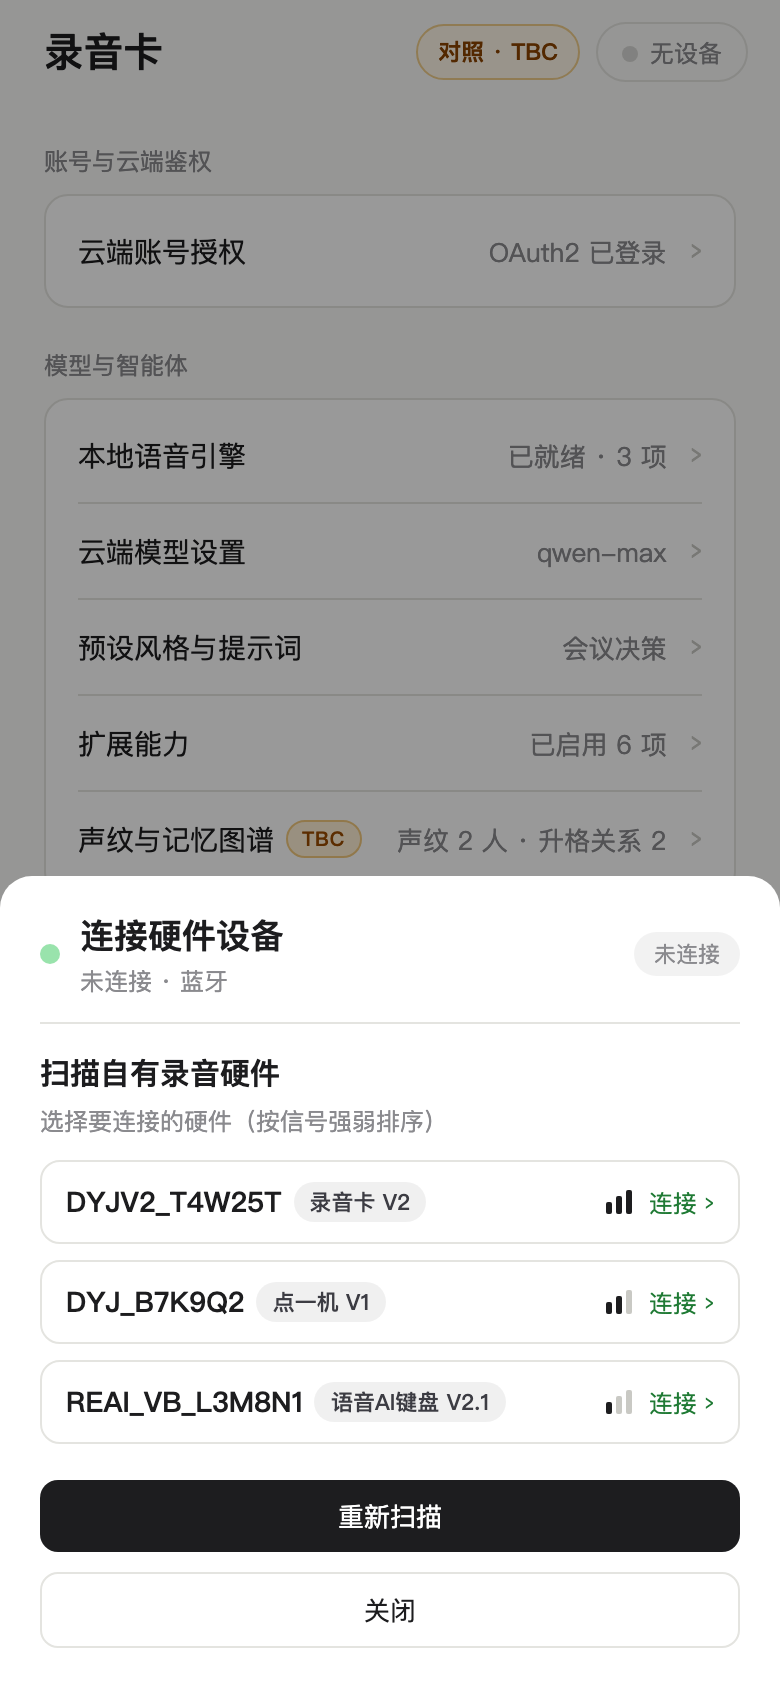 录音卡
对照 · TBC
无设备
账号与云端鉴权
云端账号授权 OAuth2 已登录 >
模型与智能体
本地语音引擎 已就绪 · 3 项 >
云端模型设置 qwen-max >
预设风格与提示词 会议决策 >
扩展能力 已启用 6 项 >
声纹与记忆图谱 TBC 声纹 2 人 · 升格关系 2 >
连接硬件设备
未连接 · 蓝牙
未连接
扫描自有录音硬件
选择要连接的硬件（按信号强弱排序）
DYJV2_T4W25T 录音卡 V2 连接 >
DYJ_B7K9Q2 点一机 V1 连接 >
REAI_VB_L3M8N1 语音AI键盘 V2.1 连接 >
重新扫描
关闭